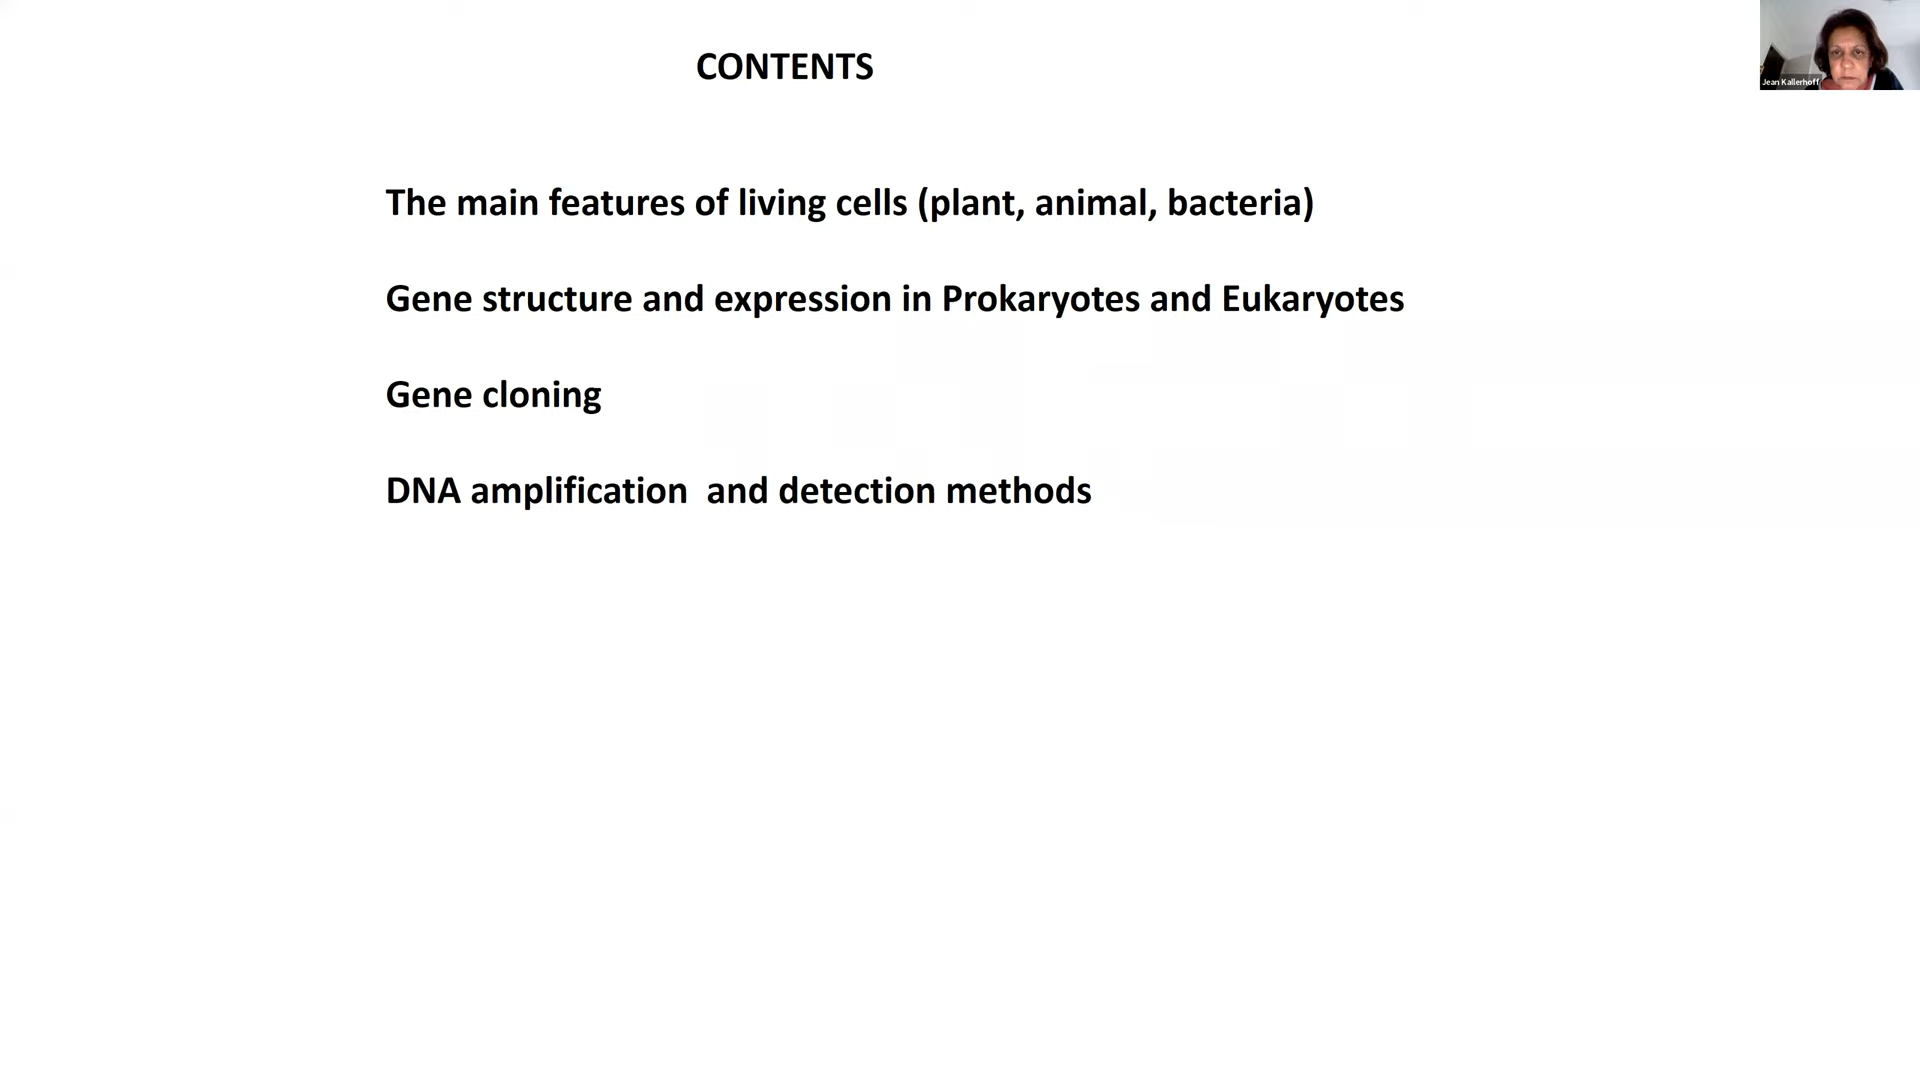 CONTENTS
Jean Kallerhoff
The main features of living cells (plant, animal, bacteria)
Gene structure and expression in Prokaryotes and Eukaryotes
Gene cloning
DNA amplification  and detection methods